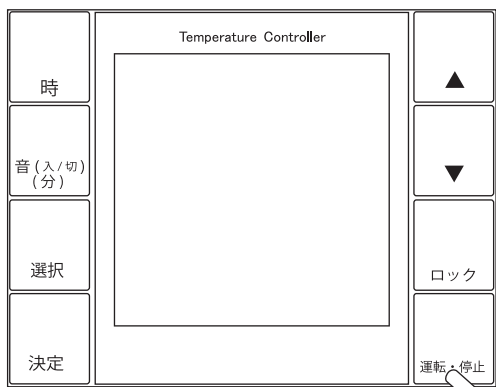 Temperature Controller
時
音(入/切)
(分)
選択
決定
▲
▼
ロック
運転・停止